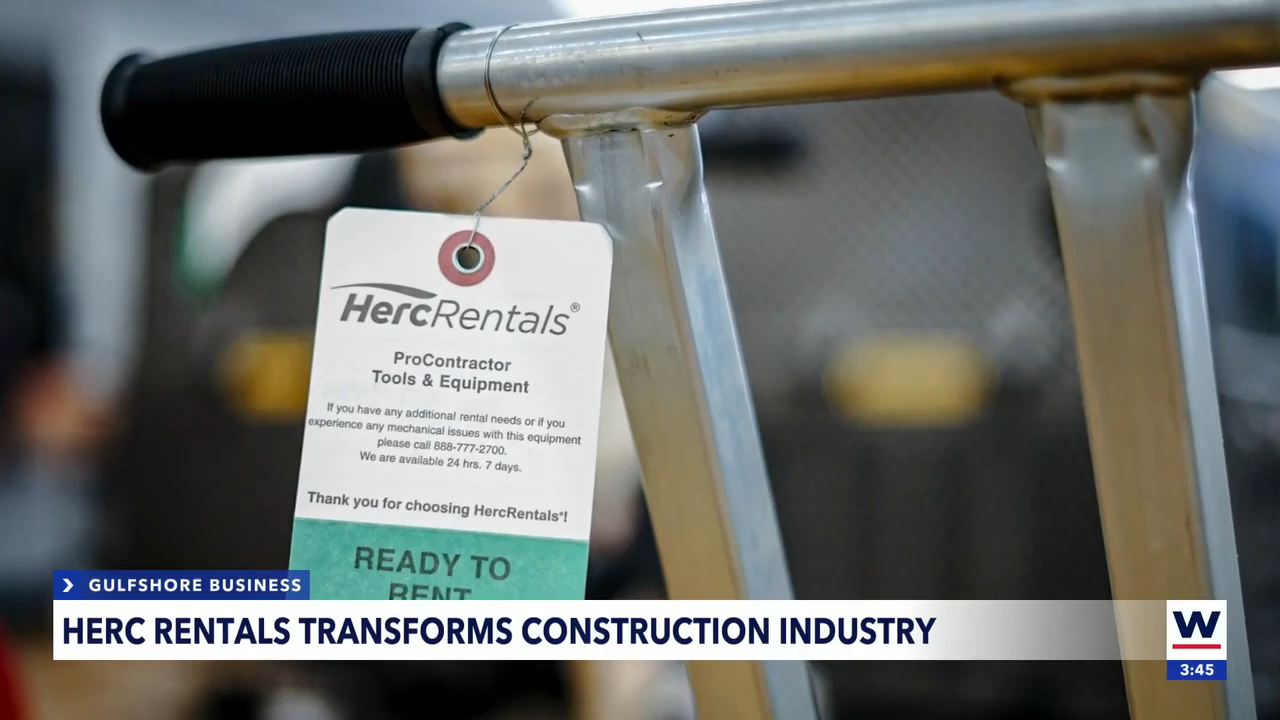 HercRentals®
ProContractor
Tools & Equipment
If you have any additional rental needs or if you
experience any mechanical issues with this equipment
please call 888-777-2700.
We are available 24 hrs. 7 days.
Thank you for choosing HercRentals®!
READY TO
RENT
GULFSHORE BUSINESS
HERC RENTALS TRANSFORMS CONSTRUCTION INDUSTRY
W
3:45